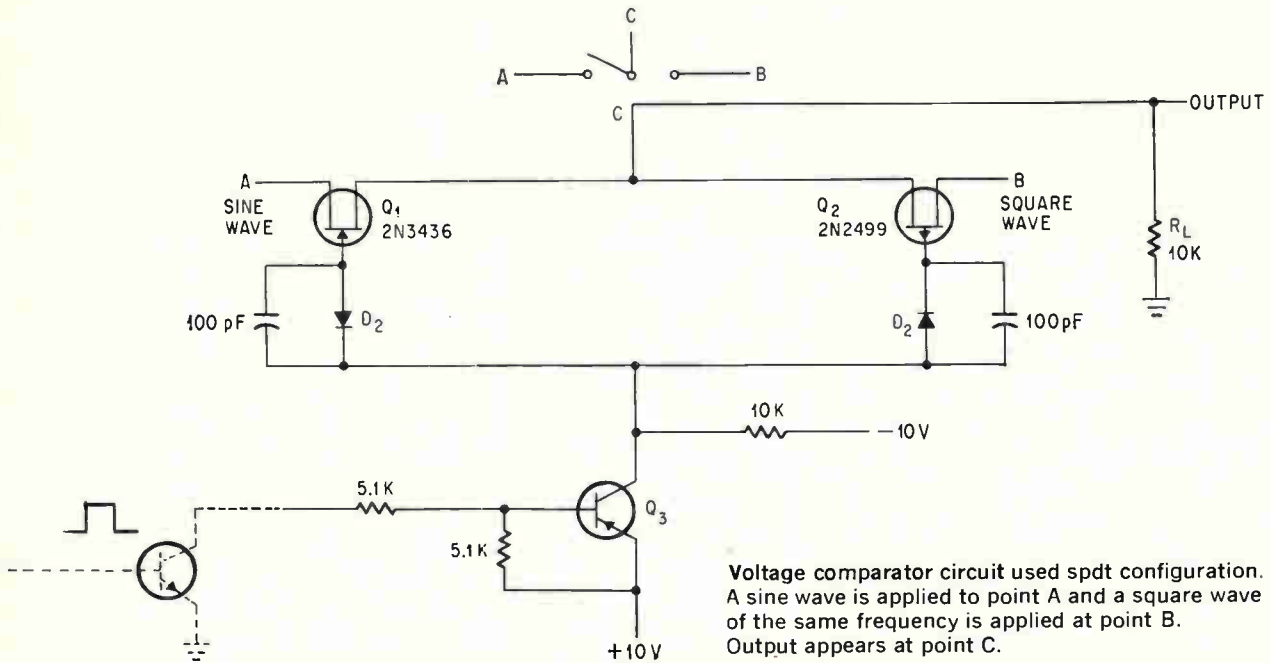 C
A
B
C
OUTPUT
A
SINE
WAVE
Q1
2N3436
Q2
2N2499
B
SQUARE
WAVE
RL
10K
100 pF
D2
D2
100pF
10K
−10V
5.1K
Q3
5.1K
+10V
Voltage comparator circuit used spdt configuration.
A sine wave is applied to point A and a square wave
of the same frequency is applied at point B.
Output appears at point C.